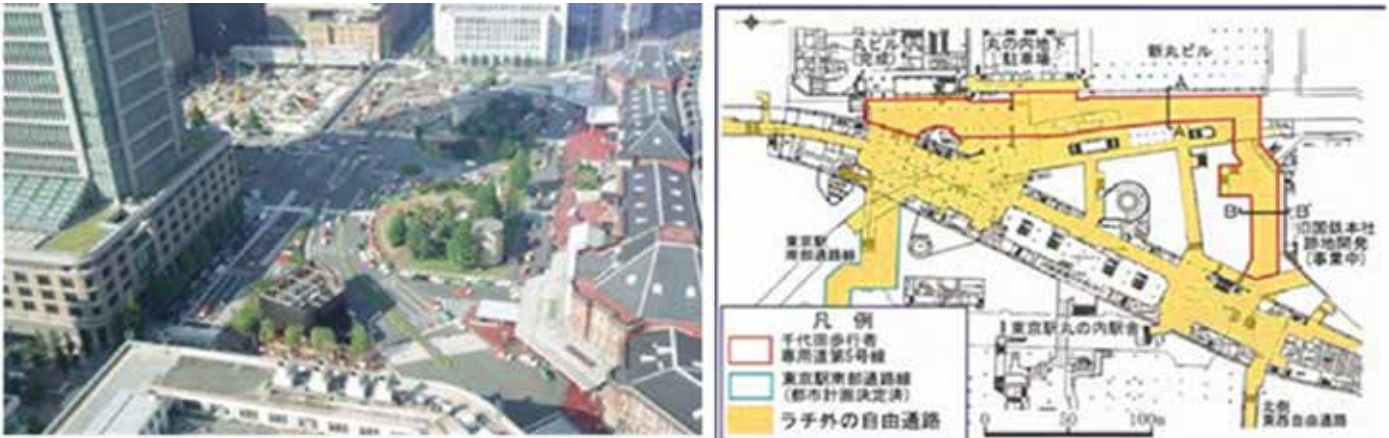 丸ビル
(完成)
丸の内地下
駐車場
新丸ビル
A
A
B
B'
旧国鉄本社
跡地開発
(事業中)
東京駅
南部通路線
東京駅丸の内駅舎
凡 例
千代田歩行者
専用道第5号線
東京駅南部通路線
(都市計画決定済)
ラチ外の自由通路
0 50 100m
北側
東西自由通路